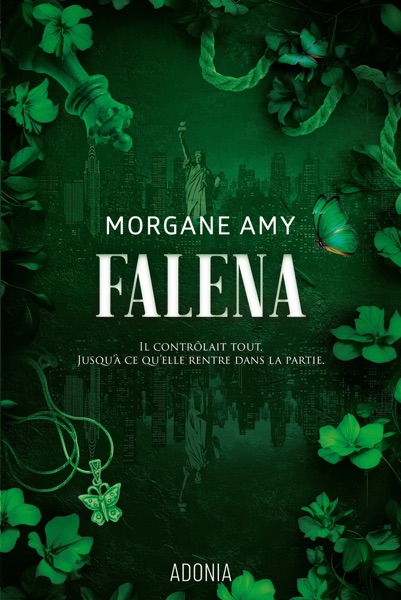 MORGANE AMY
FALENA
IL CONTRÔLAIT TOUT,
JUSQU'À CE QU'ELLE RENTRE DANS LA PARTIE.
ADONIA